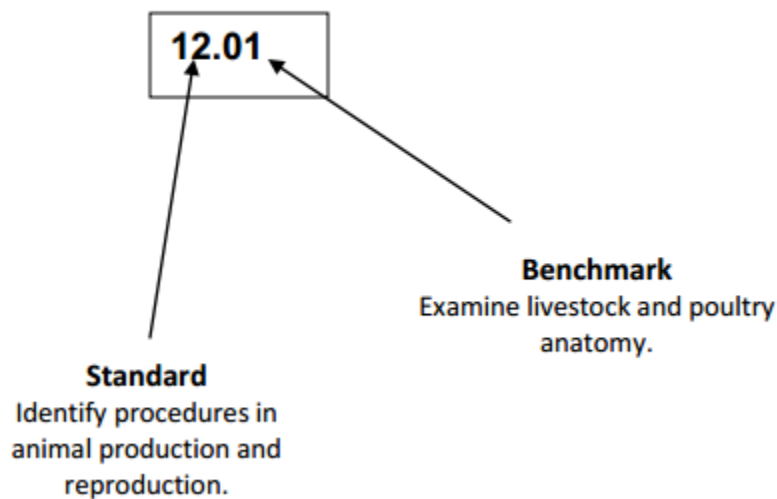 12.01
Benchmark
Examine livestock and poultry
anatomy.
Standard
Identify procedures in
animal production and
reproduction.